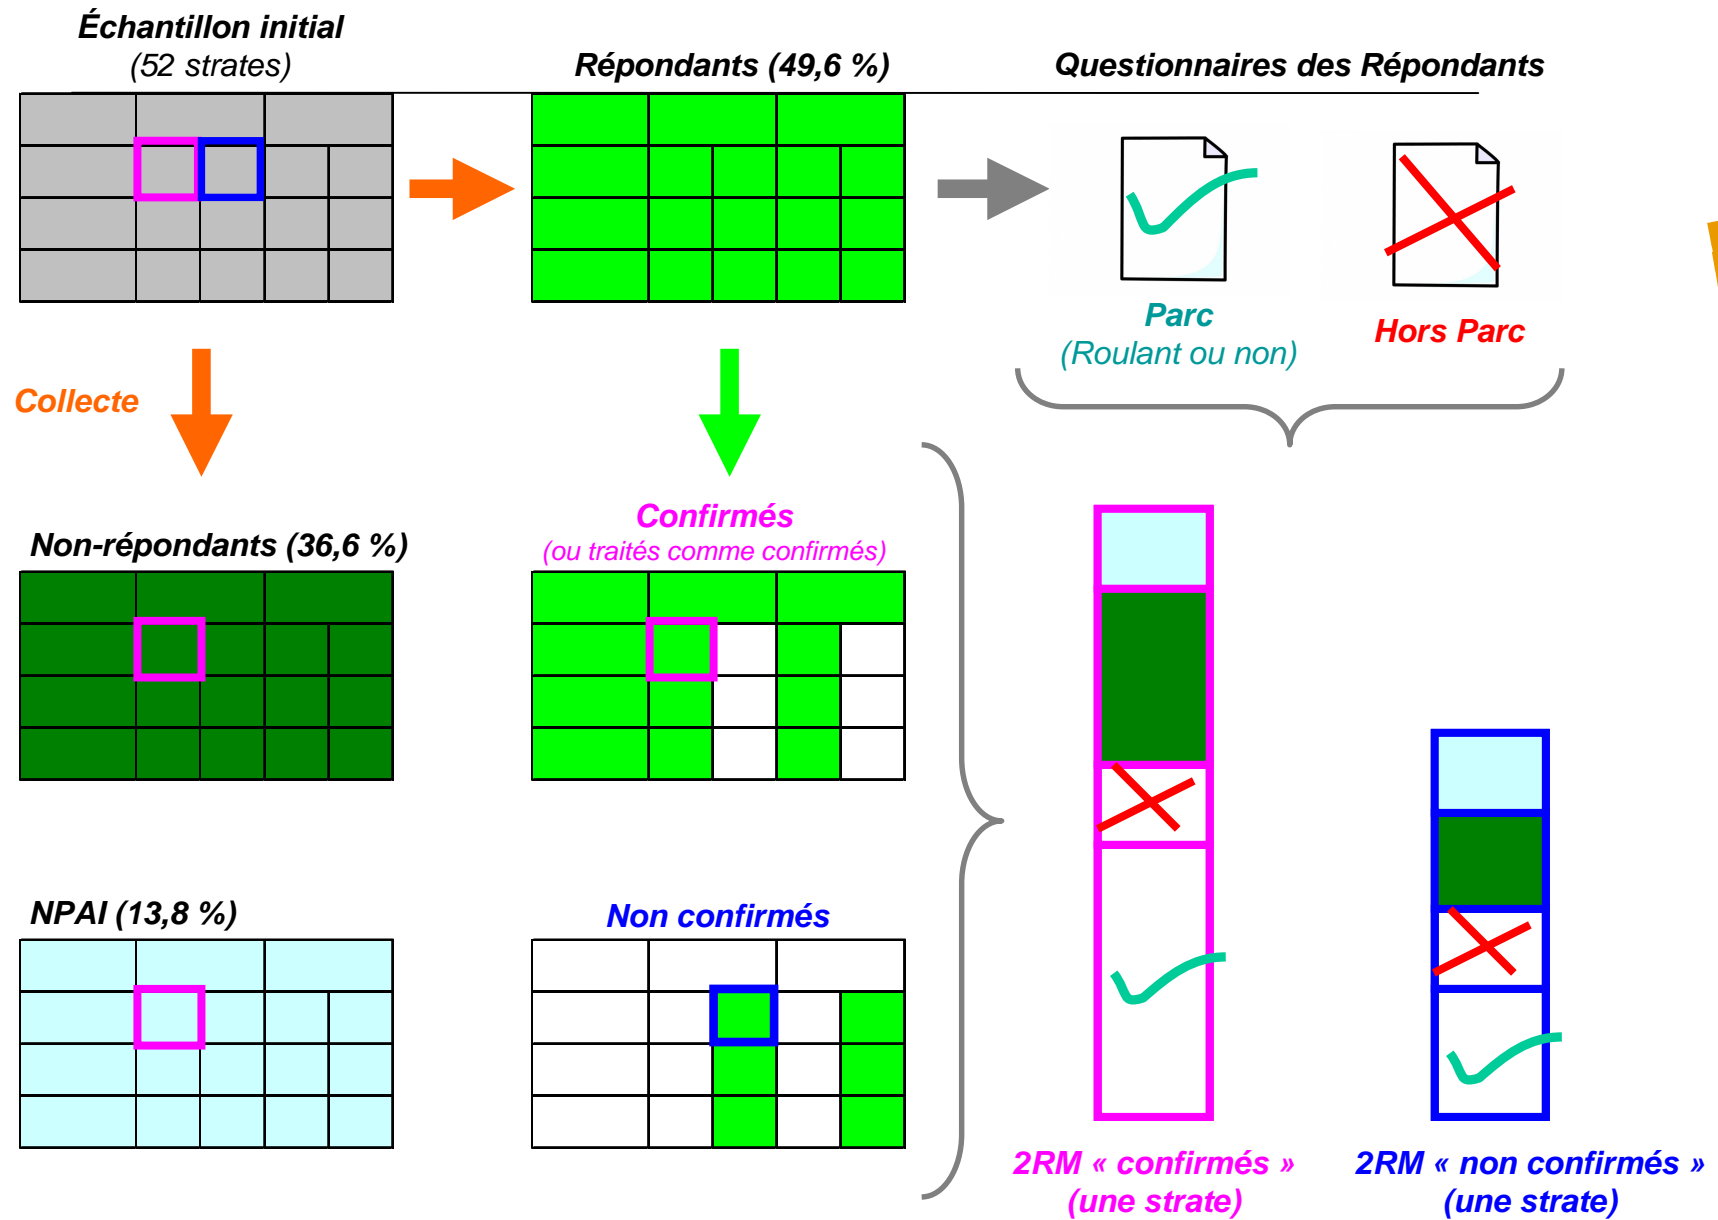 Échantillon initial
(52 strates)
Répondants (49,6 %)
Questionnaires des Répondants
Parc
(Roulant ou non)
Hors Parc
Collecte
Non-répondants (36,6 %)
Confirmés
(ou traités comme confirmés)
NPAI (13,8 %)
Non confirmés
2RM « confirmés »
(une strate)
2RM « non confirmés »
(une strate)